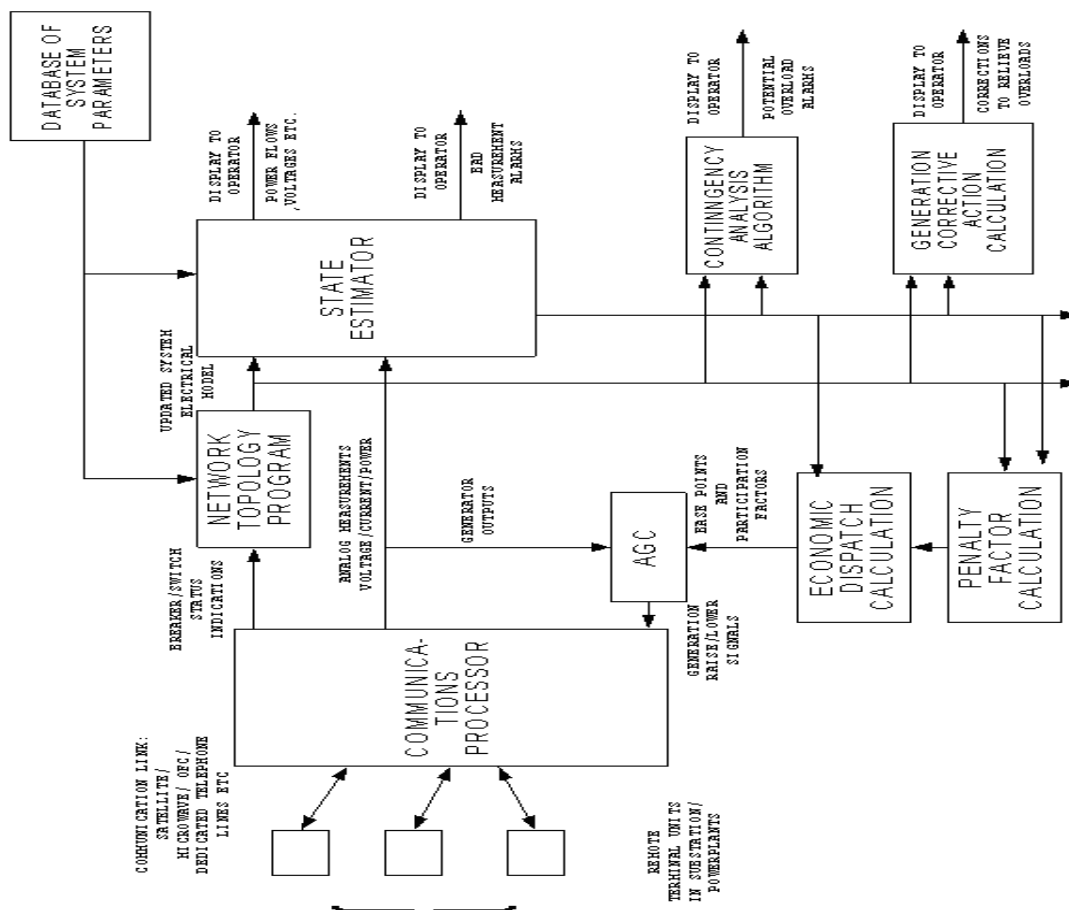 DATABASE OF
SYSTEM
PARAMETERS
COMMUNICATION LINK:
SATELLITE/
MICROWAVE/ OFC/
DEDICATED TELEPHONE
LINES ETC
BREAKER/SWITCH
STATUS
INDICATIONS
NETWORK
TOPOLOGY
PROGRAM
UPDATED SYSTEM
ELECTRICAL
MODEL
DISPLAY TO
OPERATOR
POWER FLOWS
,VOLTAGES ETC.
STATE
ESTIMATOR
ANALOG MEASUREMENTS
VOLTAGE/CURRENT/POWER
DISPLAY TO
OPERATOR
BAD
MEASUREMENT
ALARMS
COMMUNICA-
TIONS
PROCESSOR
GENERATOR
OUTPUTS
AGC
REMOTE
TERMINAL UNITS
IN SUBSTATION/
POWERPLANTS
GENERATION
RAISE/LOWER
SIGNALS
BASE POINTS
AND
PARTICIPATION
FACTORS
DISPLAY TO
OPERATOR
POTENTIAL
OVERLOAD
ALARMS
CONTINNGENCY
ANALYSIS
ALGORITHM
ECONOMIC
DISPATCH
CALCULATION
DISPLAY TO
OPERATOR
CORRECTIONS
TO RELIEVE
OVERLOADS
GENERATION
CORRECTIVE
ACTION
CALCULATION
PENALTY
FACTOR
CALCULATION